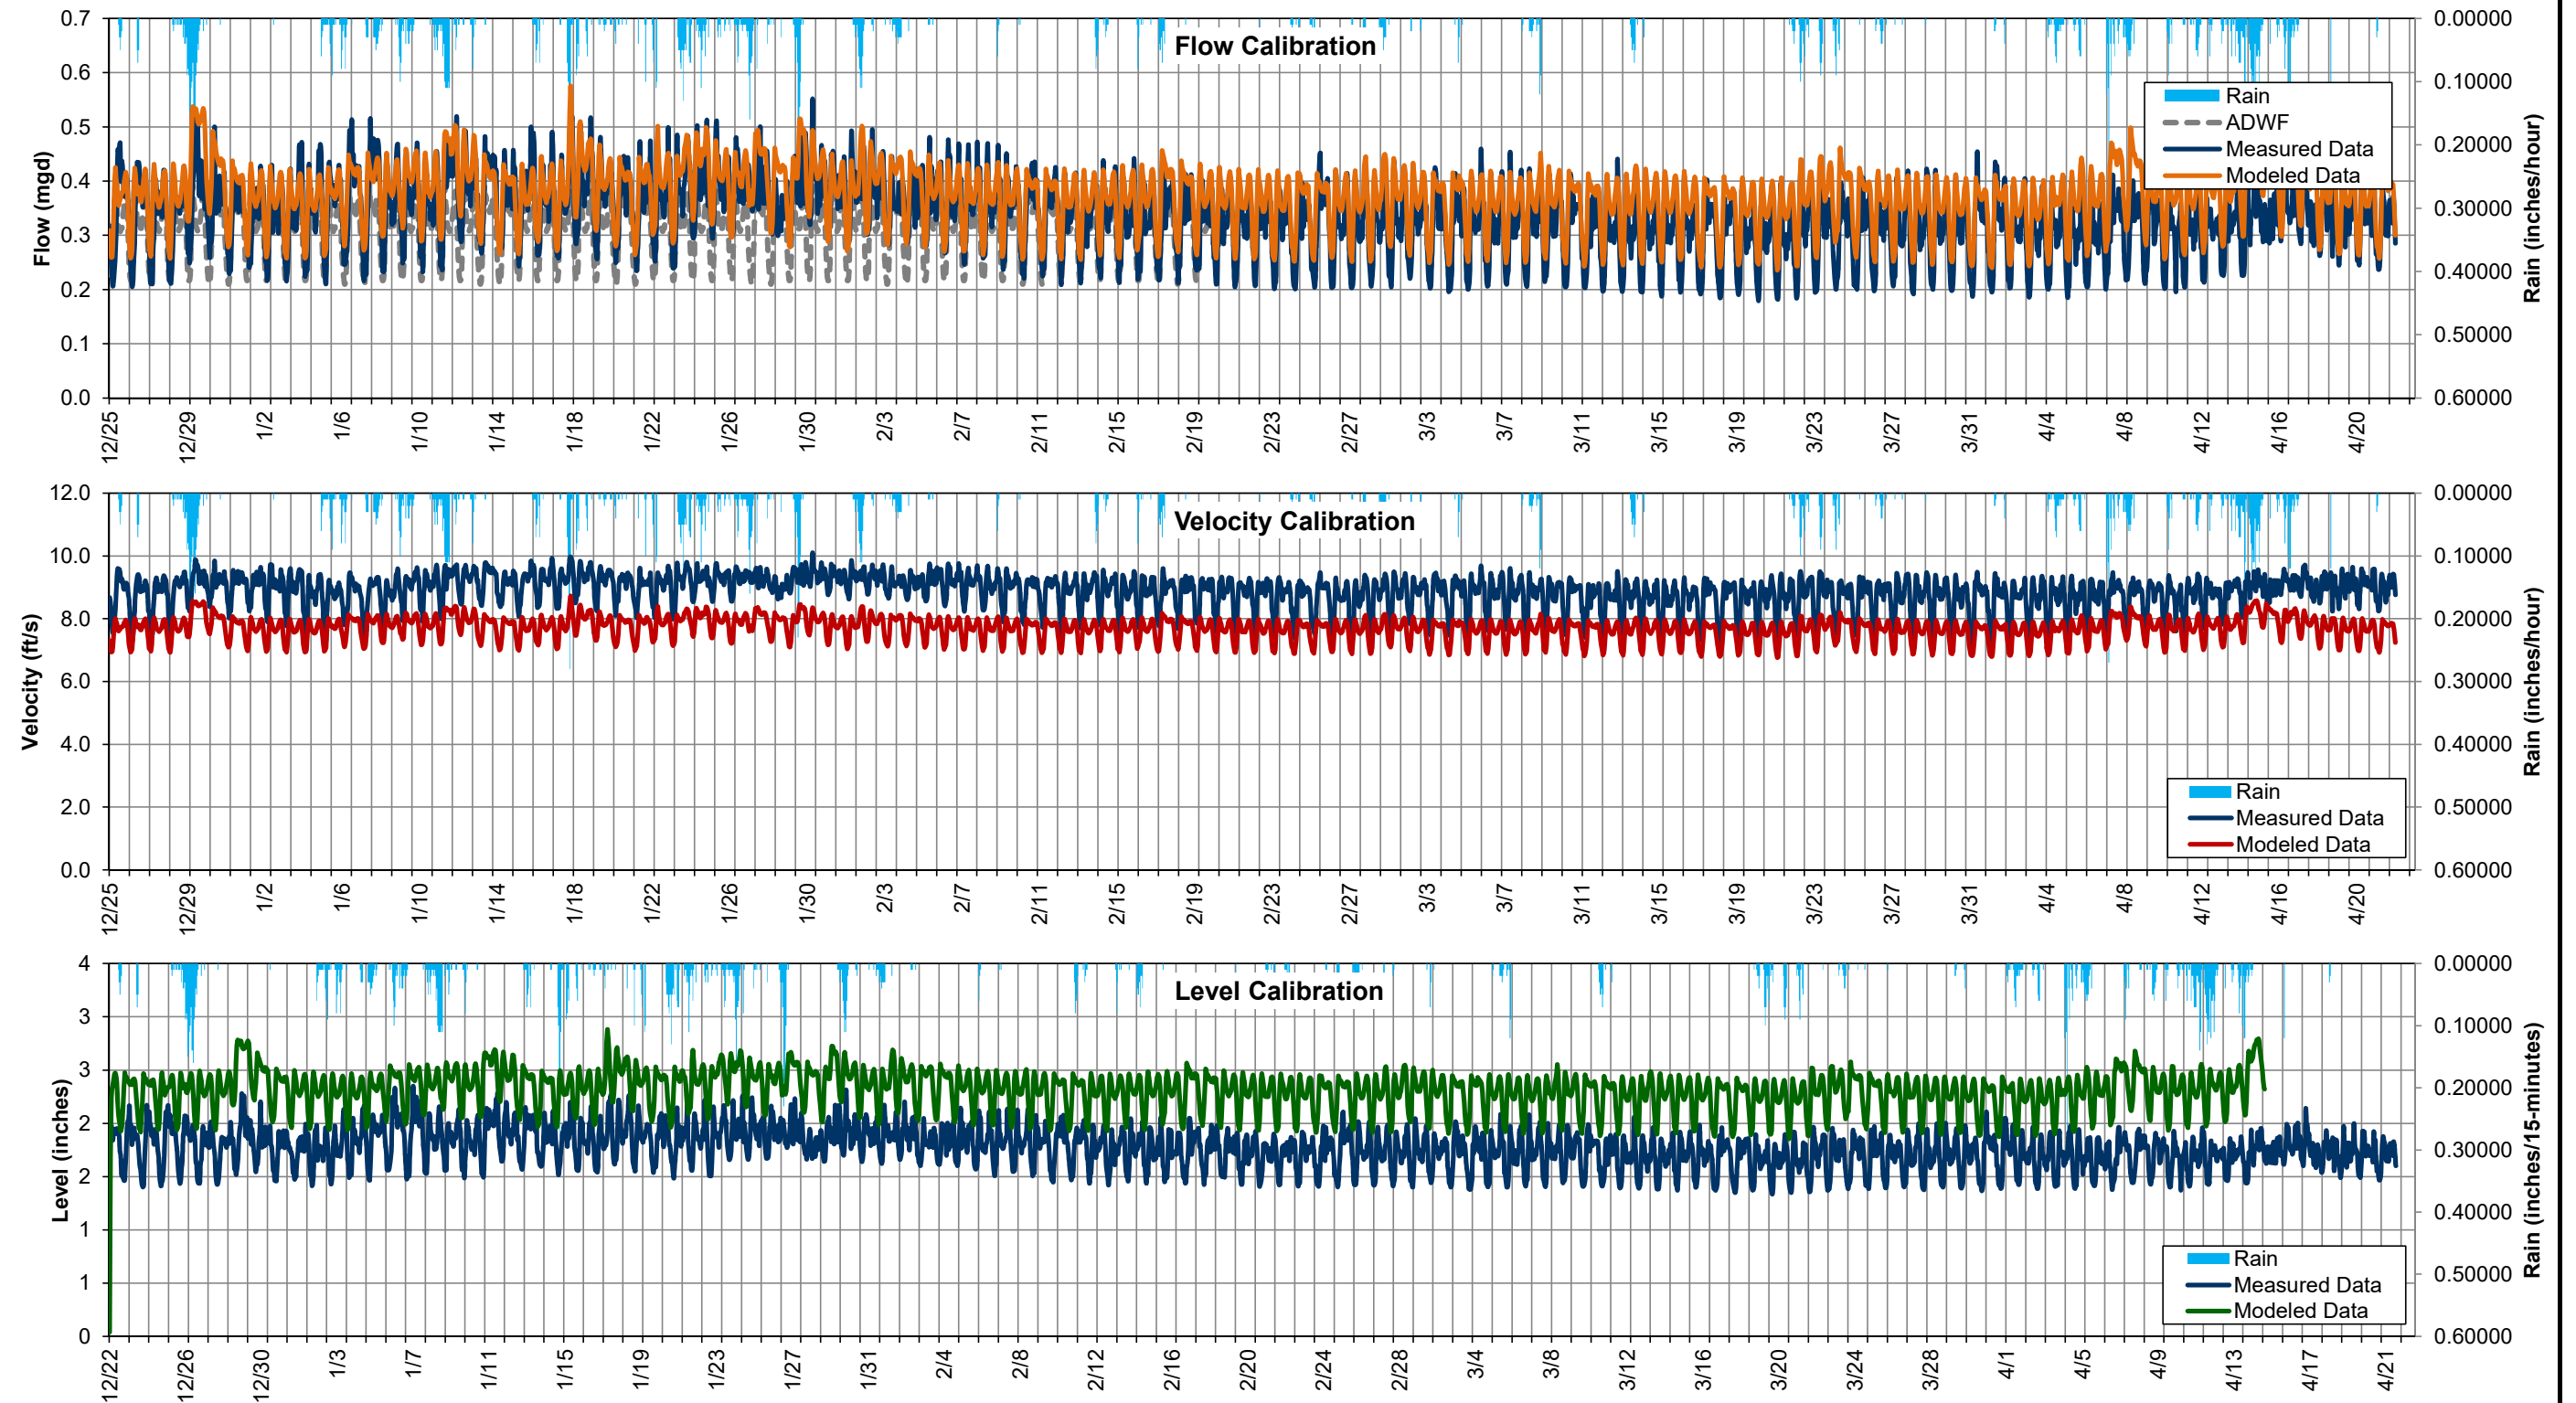 Flow Calibration
Flow (mgd)
0.7
0.6
0.5
0.4
0.3
0.2
0.1
0.0
0.00000
0.10000
0.20000
0.30000
0.40000
0.50000
0.60000
Rain (inches/hour)
Rain
ADWF
Measured Data
Modeled Data
12/25 12/29 1/2 1/6 1/10 1/14 1/18 1/22 1/26 1/30 2/3 2/7 2/11 2/15 2/19 2/23 2/27 3/3 3/7 3/11 3/15 3/19 3/23 3/27 3/31 4/4 4/8 4/12 4/16 4/20
Velocity Calibration
Velocity (ft/s)
12.0
10.0
8.0
6.0
4.0
2.0
0.0
0.00000
0.10000
0.20000
0.30000
0.40000
0.50000
0.60000
Rain (inches/hour)
Rain
Measured Data
Modeled Data
12/25 12/29 1/2 1/6 1/10 1/14 1/18 1/22 1/26 1/30 2/3 2/7 2/11 2/15 2/19 2/23 2/27 3/3 3/7 3/11 3/15 3/19 3/23 3/27 3/31 4/4 4/8 4/12 4/16 4/20
Level Calibration
Level (inches)
4
3
3
2
2
1
1
0
0.00000
0.10000
0.20000
0.30000
0.40000
0.50000
0.60000
Rain (inches/15-minutes)
Rain
Measured Data
Modeled Data
12/22 12/26 12/30 1/3 1/7 1/11 1/15 1/19 1/23 1/27 1/31 2/4 2/8 2/12 2/16 2/20 2/24 2/28 3/4 3/8 3/12 3/16 3/20 3/24 3/28 4/1 4/5 4/9 4/13 4/17 4/21